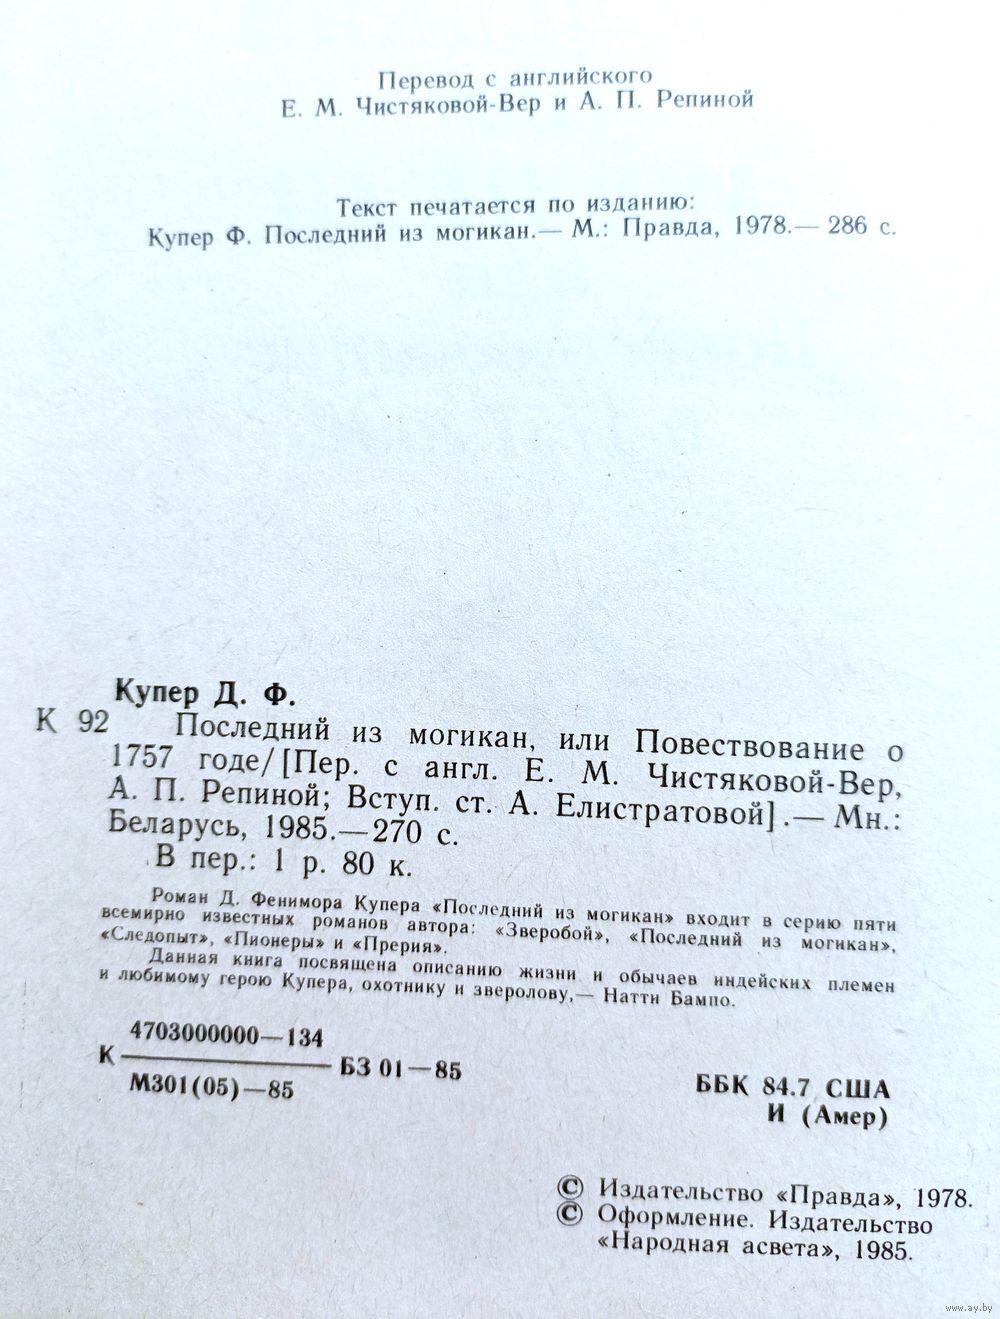 Перевод с английского
Е. М. Чистяковой-Вер и А. П. Репиной
Текст печатается по изданию:
Купер Ф. Последний из могикан.— М.: Правда, 1978.— 286 с.
Купер Д. Ф.
К 92 Последний из могикан, или Повествование о
1757 годе/[Пер. с англ. Е. М. Чистяковой-Вер,
А. П. Репиной; Вступ. ст. А. Елистратовой].— Мн.:
Беларусь, 1985.—270 с.
В пер.: 1 р. 80 к.
Роман Д. Фенимора Купера «Последний из могикан» входит в серию пяти
всемирно известных романов автора: «Зверобой», «Последний из могикан»,
«Следопыт», «Пионеры» и «Прерия».
Данная книга посвящена описанию жизни и обычаев индейских племен
и любимому герою Купера, охотнику и зверолову,— Натти Бампо.
4703000000—134
К БЗ 01—85
М301(05)—85
ББК 84.7 США
И (Амер)
© Издательство «Правда», 1978.
© Оформление. Издательство
«Народная асвета», 1985.
www.ay.by